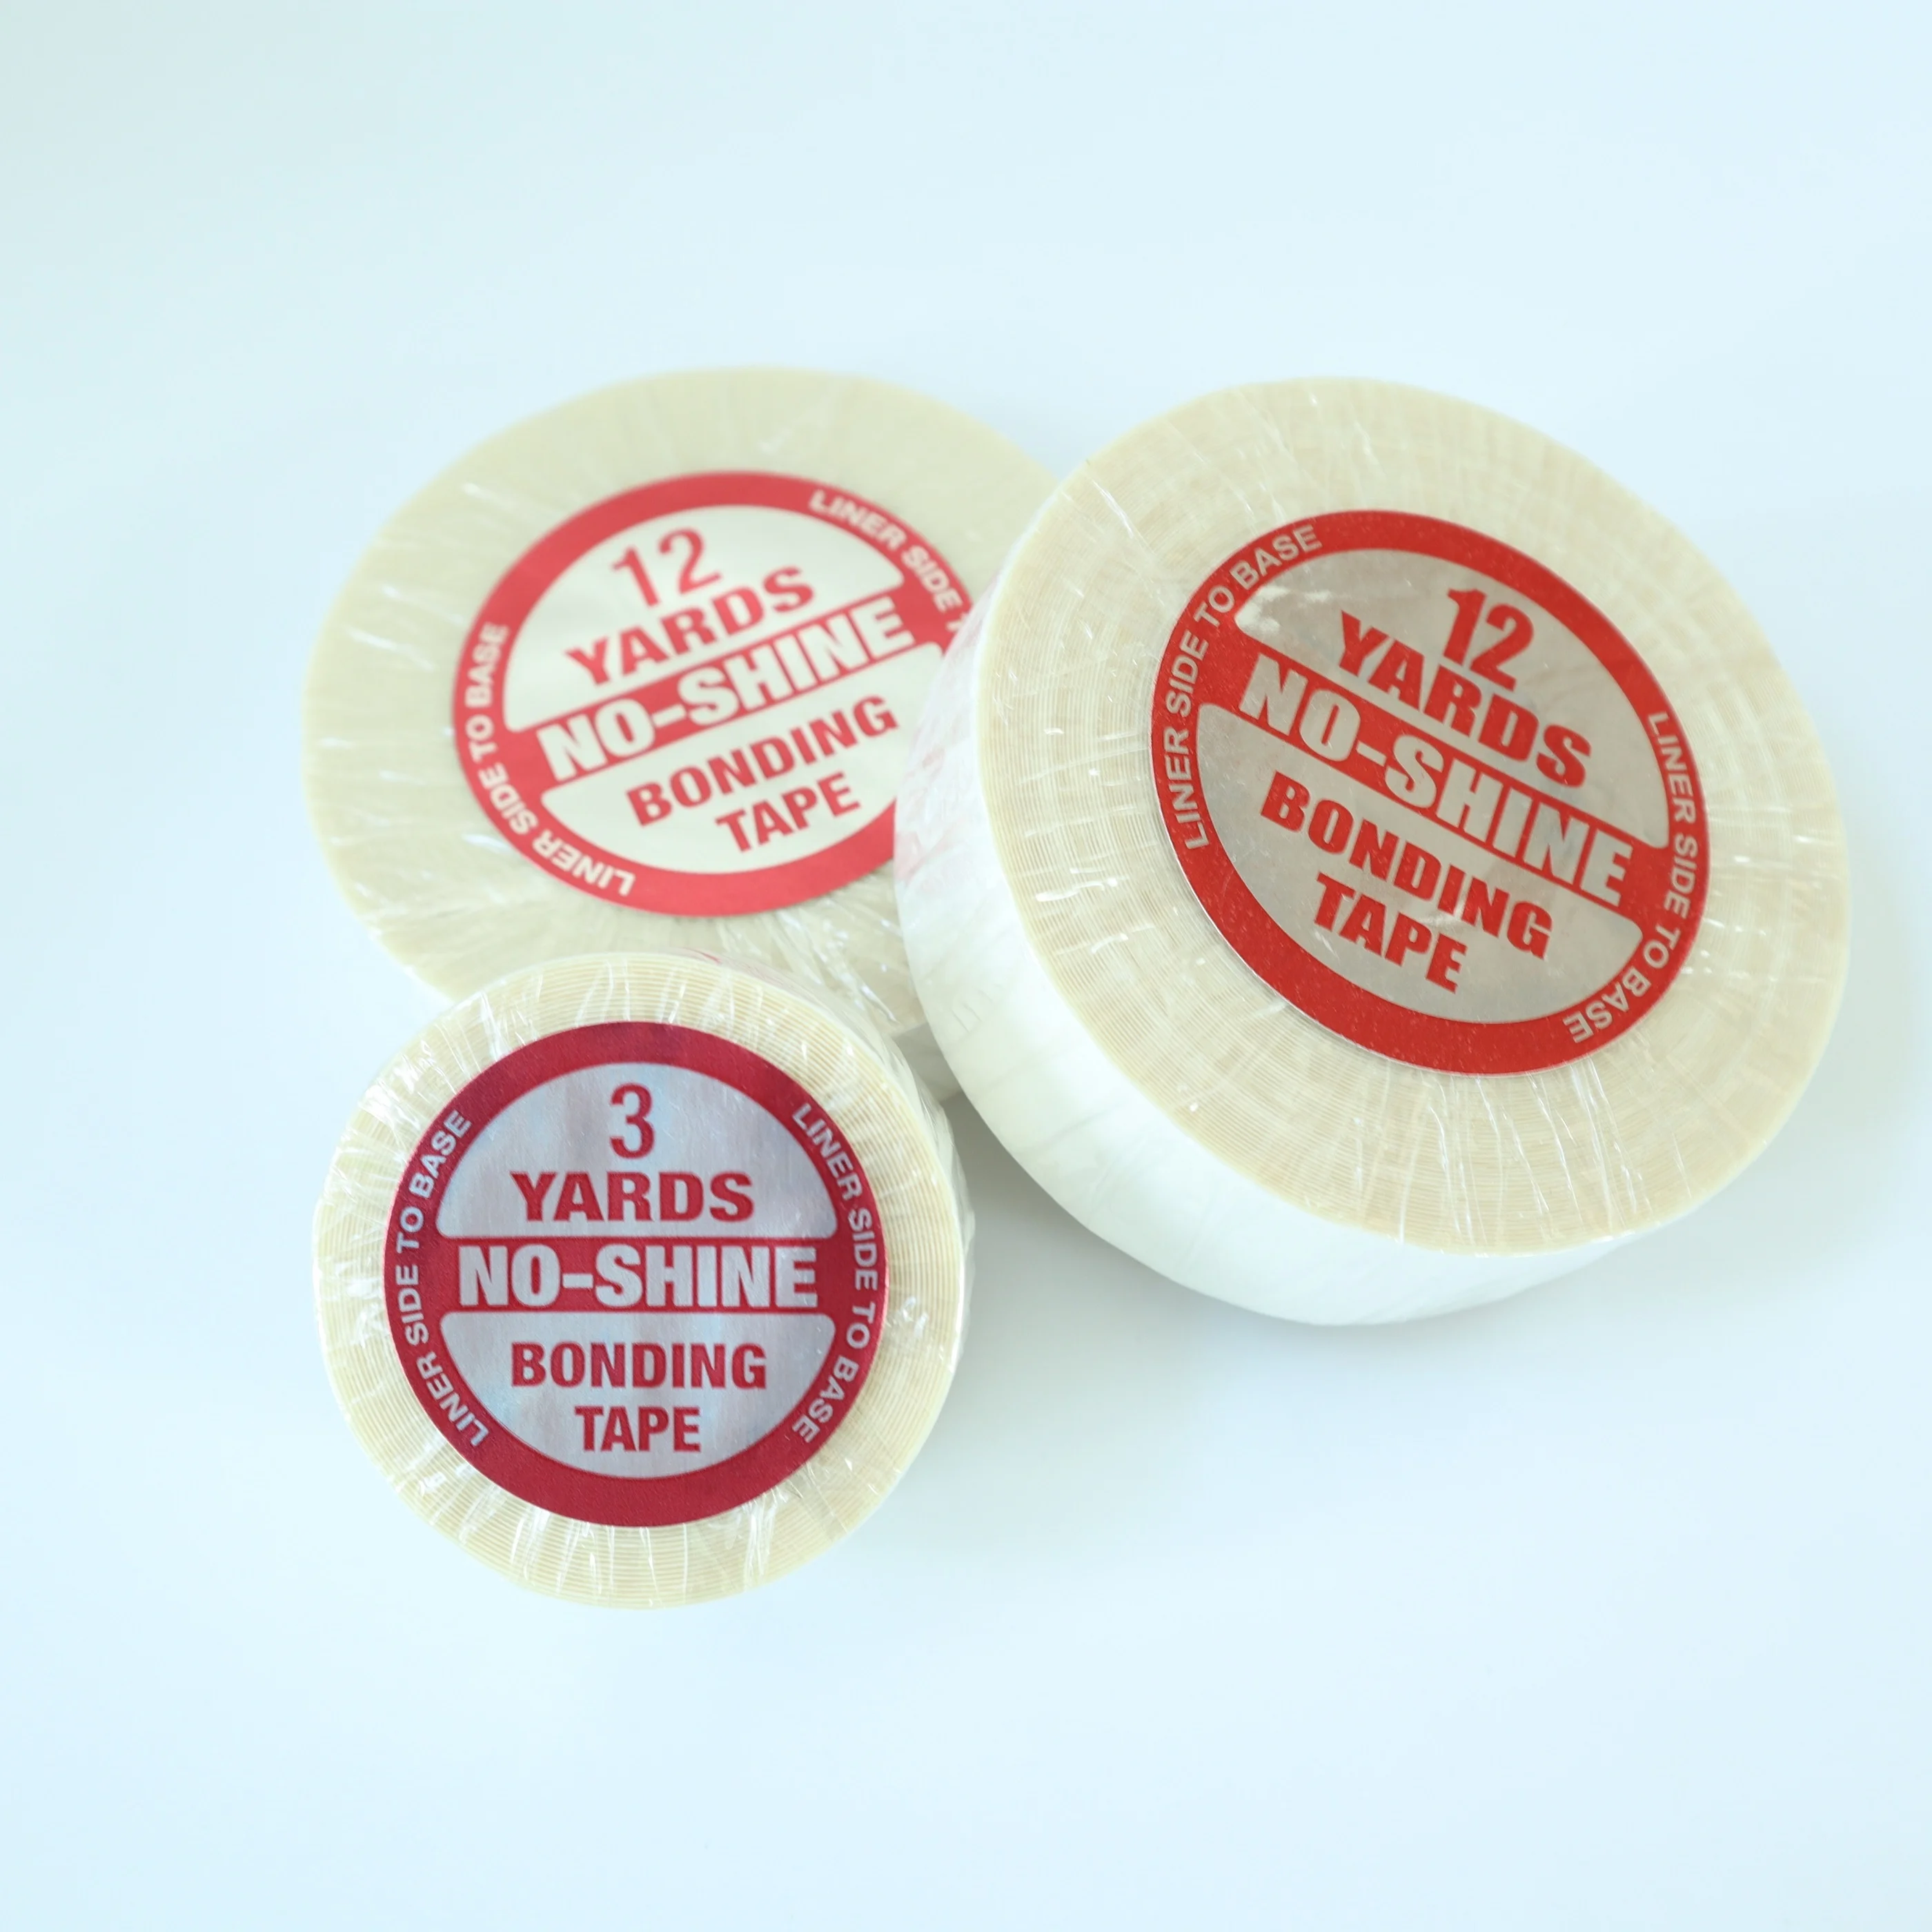 12
YARDS
NO-SHINE
BONDING
TAPE
LINER SIDE TO BASE
LINER SIDE
12
YARDS
NO-SHINE
BONDING
TAPE
LINER SIDE TO BASE
LINER SIDE TO BASE
3
YARDS
NO-SHINE
BONDING
TAPE
LINER SIDE TO BASE
LINER SIDE TO BASE